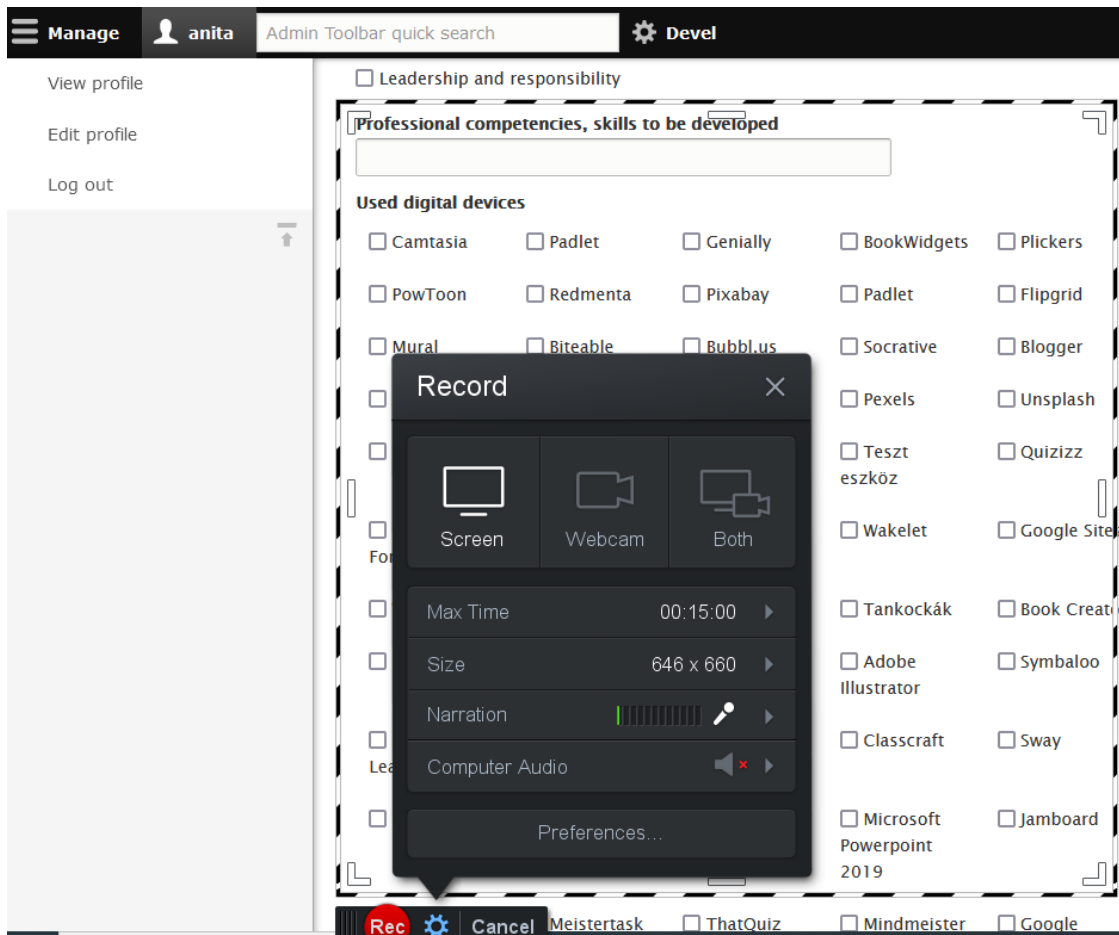 Manage anita Admin Toolbar quick search Devel
View profile
Edit profile
Log out
Leadership and responsibility
Professional competencies, skills to be developed
Used digital devices
Camtasia Padlet Genially BookWidgets Plickers
PowToon Redmenta Pixabay Padlet Flipgrid
Mural Biteable Bubbl.us Socrative Blogger
Pexels Unsplash
Teszt Quizizz
eszköz
Wakelet Google Site
For
Tankockák Book Creat
Adobe Symbaloo
Illustrator
Classcraft Sway
Lea
Microsoft Jamboard
Powerpoint
2019
Meistertask ThatQuiz Mindmeister Google
Record
Screen Webcam Both
Max Time 00:15:00
Size 646 x 660
Narration
Computer Audio
Preferences...
Rec Cancel